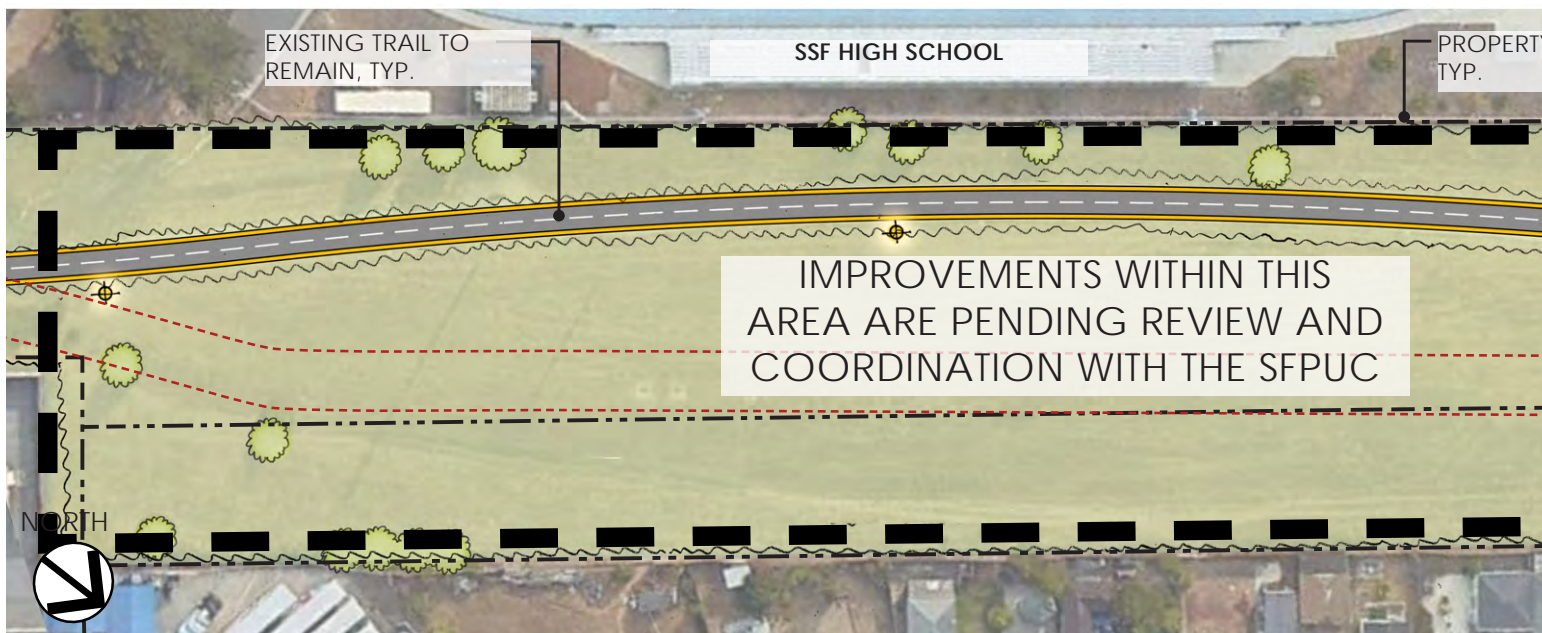 EXISTING TRAIL TO
REMAIN, TYP.
SSF HIGH SCHOOL
PROPERTY
TYP.
IMPROVEMENTS WITHIN THIS
AREA ARE PENDING REVIEW AND
COORDINATION WITH THE SFPUC
NORTH